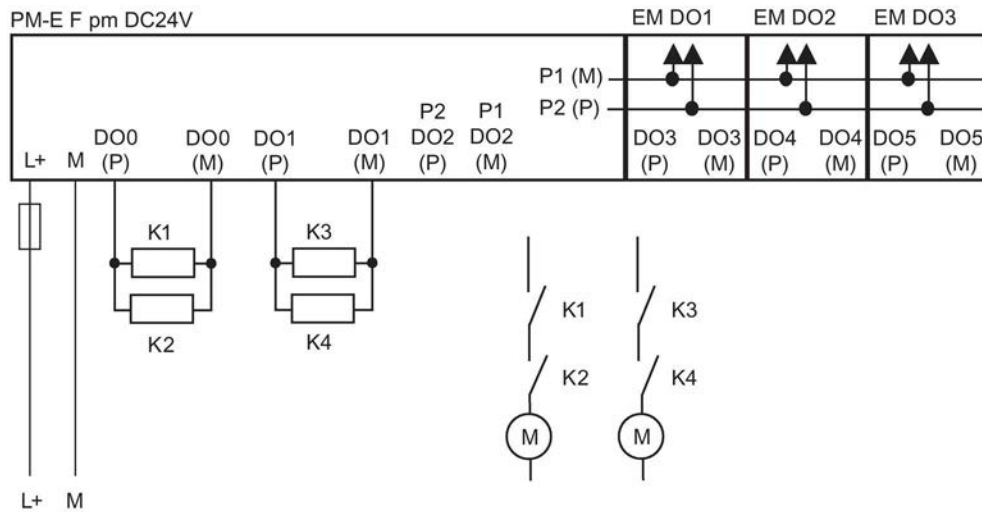 PM-E F pm DC24V
EM DO1 EM DO2 EM DO3
P1 (M)
P2 (P)
P2 P1
DO0 DO0 DO1 DO1 DO2 DO2 DO3 DO3 DO4 DO4 DO5 DO5
L+ M (P) (M) (P) (M) (P) (M) (P) (M) (P) (M) (P) (M)
K1 K3
K2 K4
K1 K3
K2 K4
M M
L+ M